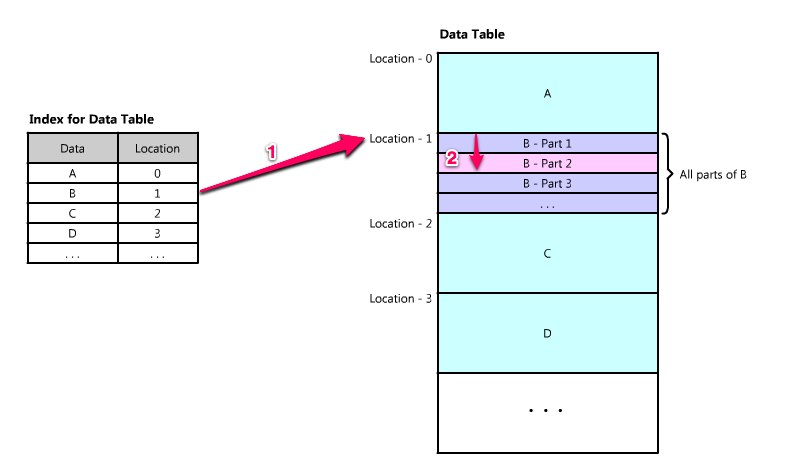 Data Table
Location - 0
A
Index for Data Table
Data Location
A 0
B 1
C 2
D 3
. . . . . .
1
Location - 1
2
B - Part 1
B - Part 2
B - Part 3
. . .
All parts of B
Location - 2
C
Location - 3
D
. . .